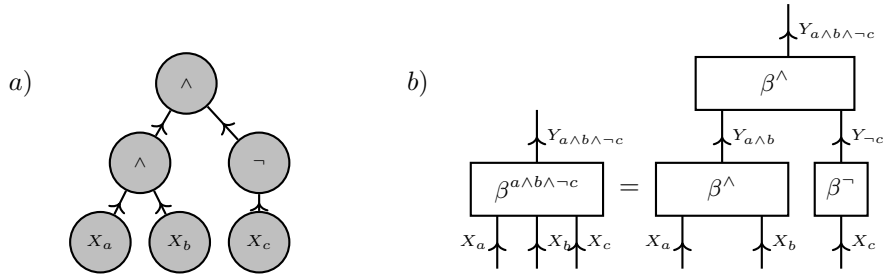 a)
∧
∧ ¬
X_a X_b X_c
b)
Y_{a∧b∧¬c}
β^∧
Y_{a∧b∧¬c} Y_{a∧b} Y_{¬c}
β^{a∧b∧¬c} = β^∧ β^¬
X_a X_b X_c X_a X_b X_c